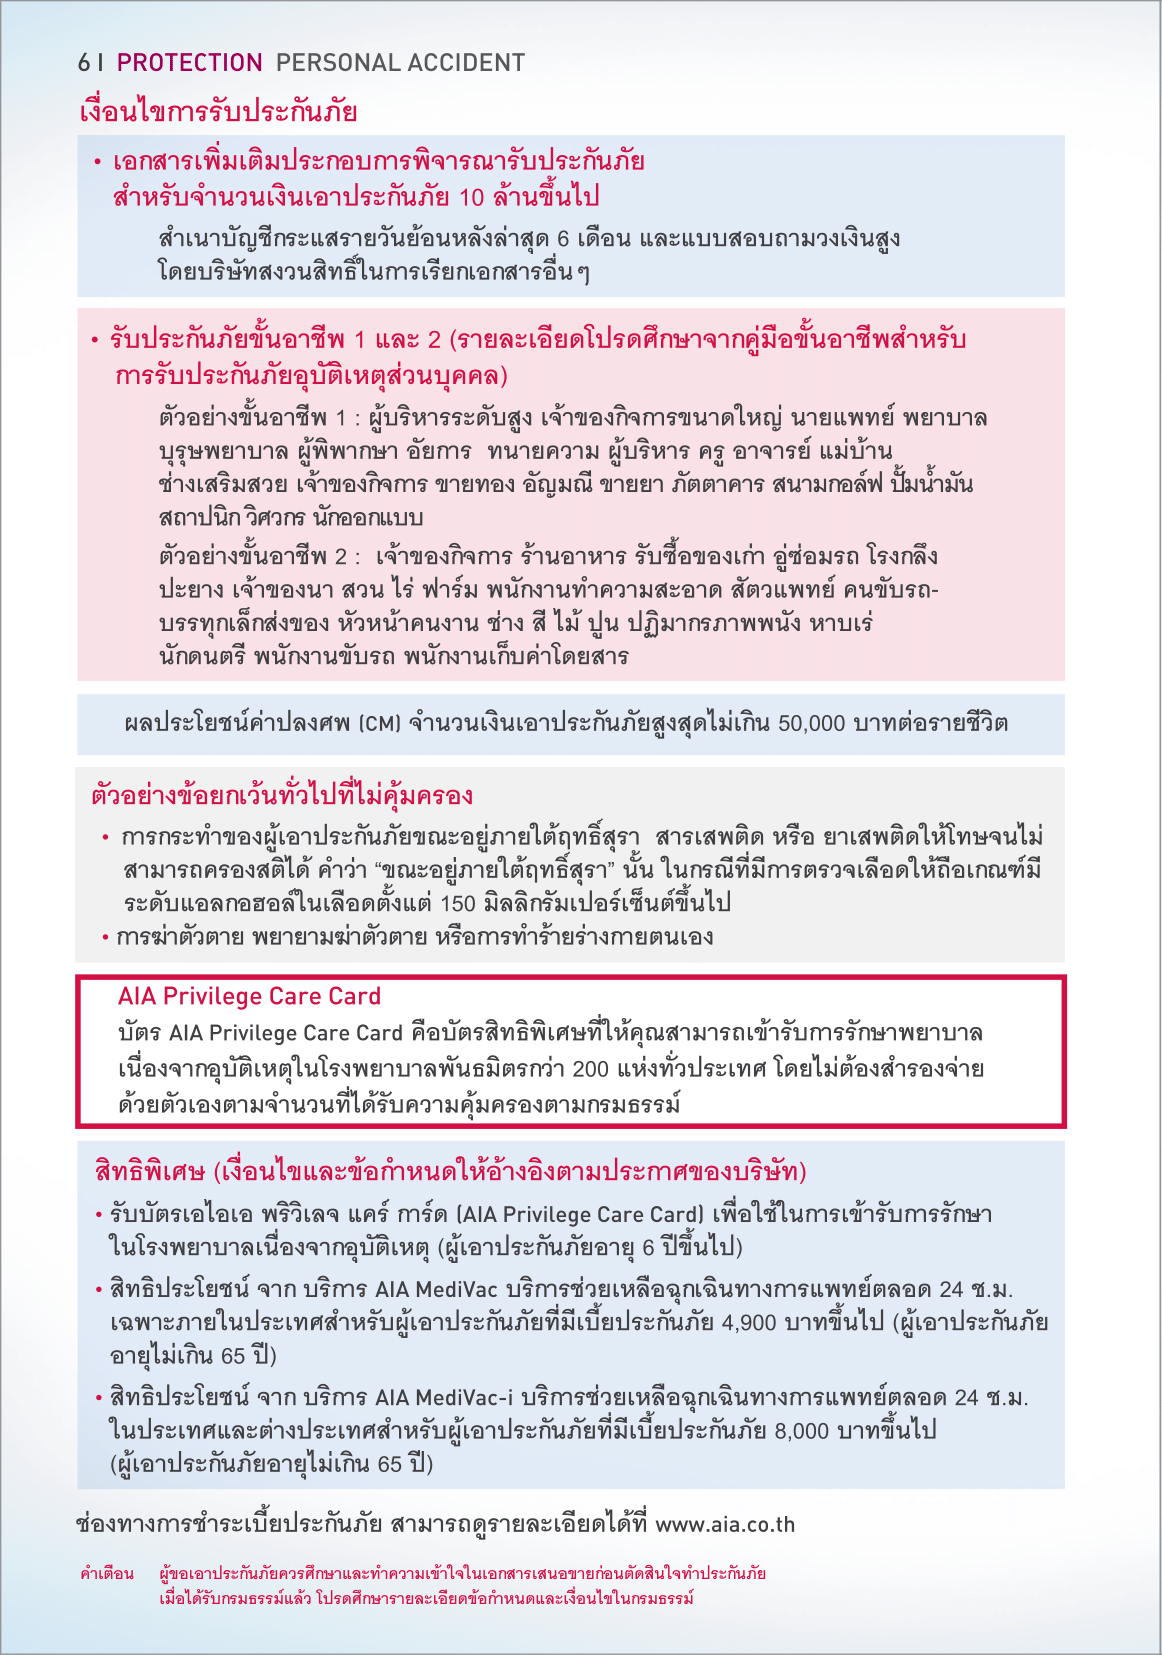 6 I PROTECTION PERSONAL ACCIDENT
เงื่อนไขการรับประกันภัย
• เอกสารเพิ่มเติมประกอบการพิจารณารับประกันภัย
สำหรับจำนวนเงินเอาประกันภัย 10 ล้านขึ้นไป
สำเนาบัญชีกระแสรายวันย้อนหลังล่าสุด 6 เดือน และแบบสอบถามวงเงินสูง
โดยบริษัทสงวนสิทธิ์ในการเรียกเอกสารอื่นๆ
• รับประกันภัยขั้นอาชีพ 1 และ 2 (รายละเอียดโปรดศึกษาจากคู่มือขั้นอาชีพสำหรับ
การรับประกันภัยอุบัติเหตุส่วนบุคคล)
ตัวอย่างขั้นอาชีพ 1 : ผู้บริหารระดับสูง เจ้าของกิจการขนาดใหญ่ นายแพทย์ พยาบาล
บุรุษพยาบาล ผู้พิพากษา อัยการ ทนายความ ผู้บริหาร ครู อาจารย์ แม่บ้าน
ช่างเสริมสวย เจ้าของกิจการ ขายทอง อัญมณี ขายยา ภัตตาคาร สนามกอล์ฟ ปั้มน้ำมัน
สถาปนิก วิศวกร นักออกแบบ
ตัวอย่างขั้นอาชีพ 2 : เจ้าของกิจการ ร้านอาหาร รับซื้อของเก่า อู่ซ่อมรถ โรงกลึง
ปะยาง เจ้าของนา สวน ไร่ ฟาร์ม พนักงานทำความสะอาด สัตวแพทย์ คนขับรถ-
บรรทุกเล็กส่งของ หัวหน้าคนงาน ช่าง สี ไม้ ปูน ปฏิมากรภาพพนัง หาบเร่
นักดนตรี พนักงานขับรถ พนักงานเก็บค่าโดยสาร
ผลประโยชน์ค่าปลงศพ (CM) จำนวนเงินเอาประกันภัยสูงสุดไม่เกิน 50,000 บาทต่อรายชีวิต
ตัวอย่างข้อยกเว้นทั่วไปที่ไม่คุ้มครอง
• การกระทำของผู้เอาประกันภัยขณะอยู่ภายใต้ฤทธิ์สุรา สารเสพติด หรือ ยาเสพติดให้โทษจนไม่
สามารถครองสติได้ คำว่า “ขณะอยู่ภายใต้ฤทธิ์สุรา” นั้น ในกรณีที่มีการตรวจเลือดให้ถือเกณฑ์มี
ระดับแอลกอฮอล์ในเลือดตั้งแต่ 150 มิลลิกรัมเปอร์เซ็นต์ขึ้นไป
• การฆ่าตัวตาย พยายามฆ่าตัวตาย หรือการทำร้ายร่างกายตนเอง
AIA Privilege Care Card
บัตร AIA Privilege Care Card คือบัตรสิทธิพิเศษที่ให้คุณสามารถเข้ารับการรักษาพยาบาล
เนื่องจากอุบัติเหตุในโรงพยาบาลพันธมิตรกว่า 200 แห่งทั่วประเทศ โดยไม่ต้องสำรองจ่าย
ด้วยตัวเองตามจำนวนที่ได้รับความคุ้มครองตามกรมธรรม์
สิทธิพิเศษ (เงื่อนไขและข้อกำหนดให้อ้างอิงตามประกาศของบริษัท)
• รับบัตรเอไอเอ พริวิเลจ แคร์ การ์ด (AIA Privilege Care Card) เพื่อใช้ในการเข้ารับการรักษา
ในโรงพยาบาลเนื่องจากอุบัติเหตุ (ผู้เอาประกันภัยอายุ 6 ปีขึ้นไป)
• สิทธิประโยชน์ จาก บริการ AIA MediVac บริการช่วยเหลือฉุกเฉินทางการแพทย์ตลอด 24 ช.ม.
เฉพาะภายในประเทศสำหรับผู้เอาประกันภัยที่มีเบี้ยประกันภัย 4,900 บาทขึ้นไป (ผู้เอาประกันภัย
อายุไม่เกิน 65 ปี)
• สิทธิประโยชน์ จาก บริการ AIA MediVac-i บริการช่วยเหลือฉุกเฉินทางการแพทย์ตลอด 24 ช.ม.
ในประเทศและต่างประเทศสำหรับผู้เอาประกันภัยที่มีเบี้ยประกันภัย 8,000 บาทขึ้นไป
(ผู้เอาประกันภัยอายุไม่เกิน 65 ปี)
ช่องทางการชำระเบี้ยประกันภัย สามารถดูรายละเอียดได้ที่ www.aia.co.th
คำเตือน ผู้ขอเอาประกันภัยควรศึกษาและทำความเข้าใจในเอกสารเสนอขายก่อนตัดสินใจทำประกันภัย
เมื่อได้รับกรมธรรม์แล้ว โปรดศึกษารายละเอียดข้อกำหนดและเงื่อนไขในกรมธรรม์